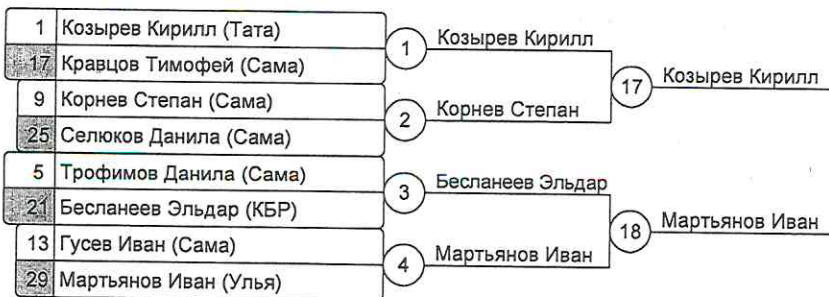 1 Козырев Кирилл (Тата)
17 Кравцов Тимофей (Сама)
9 Корнев Степан (Сама)
25 Селюков Данила (Сама)
5 Трофимов Данила (Сама)
21 Бесланеев Эльдар (КБР)
13 Гусев Иван (Сама)
29 Мартьянов Иван (Улья)
1 Козырев Кирилл
2 Корнев Степан
3 Бесланеев Эльдар
4 Мартьянов Иван
17 Козырев Кирилл
18 Мартьянов Иван